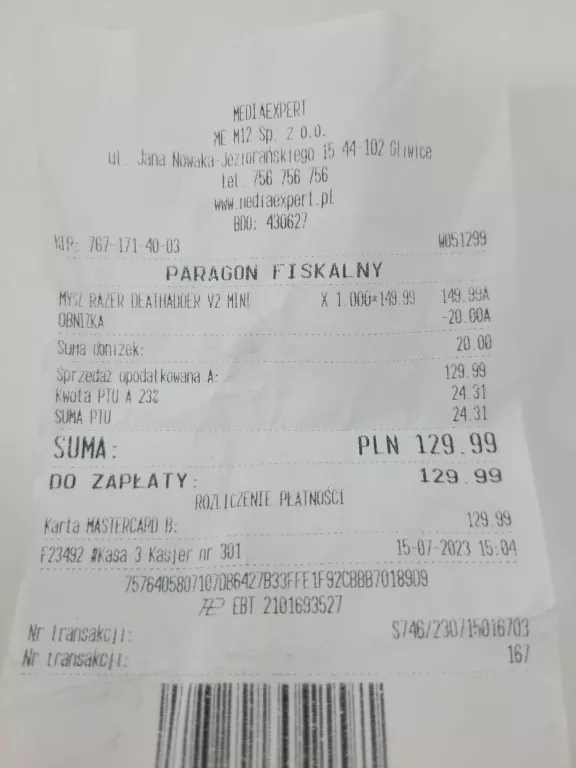 MEDIAEXPERT
ME M12 Sp. z o.o.
ul. Jana Nowaka-Jeziorańskiego 15 44-102 Gliwice
tel. 756 756 756
www.mediaexpert.pl
BDO: 430627
NIP: 767-171-40-03 W051299
PARAGON FISKALNY
MYSZ RAZER DEATHADDER V2 MINI X 1.000*149.99 149.99A
OBNIŻKA -20.00A
Suma obniżek: 20.00
Sprzedaż opodatkowana A: 129.99
Kwota PTU A 23% 24.31
SUMA PTU 24.31
SUMA: PLN 129.99
DO ZAPŁATY: 129.99
ROZLICZENIE PŁATNOŚCI
Karta MASTERCARD B: 129.99
F23492 #Kasa 3 Kasjer nr 301 15-07-2023 15:04
7576405807107DB6427B33FFE1F92CBBB70189D9
EBT 2101693527
Nr transakcji: S746/230715016703
Nr transakcji: 167